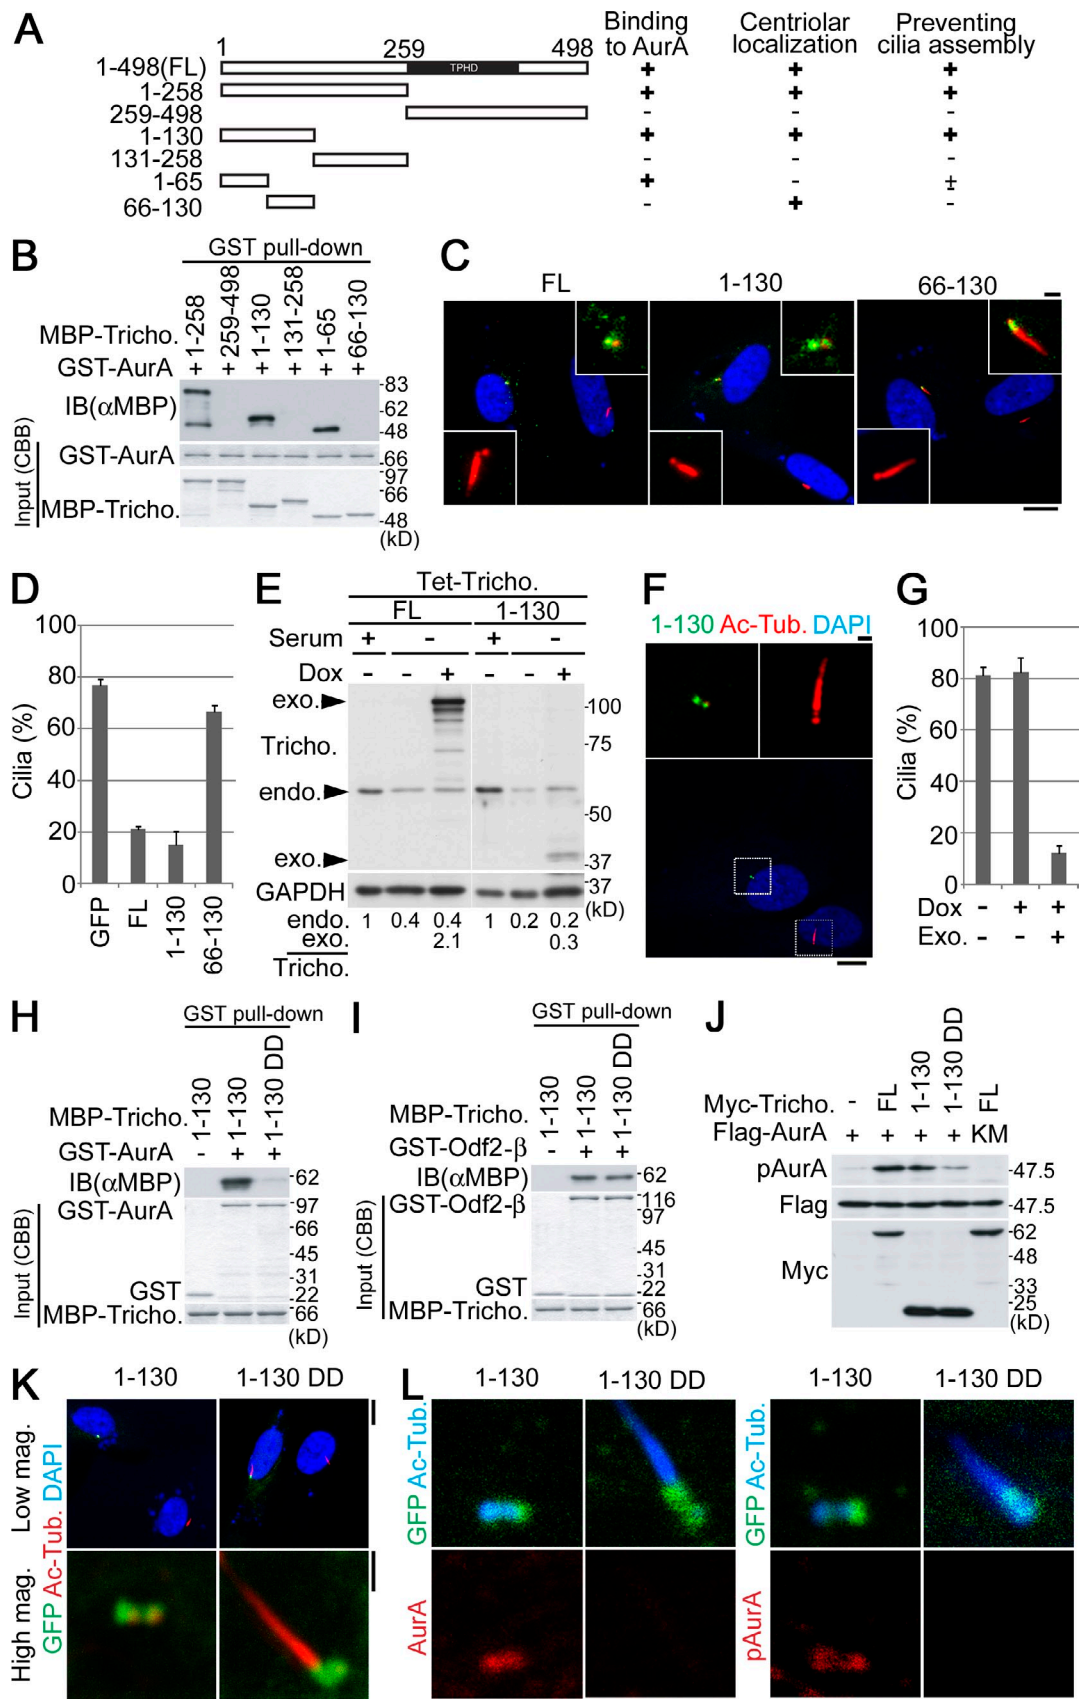 A
Binding to AurA
Centriolar localization
Preventing cilia assembly
1 259 498
1-498(FL) TPHD + + +
1-258 + + +
259-498 - - -
1-130 + + +
131-258 - - -
1-65 + - ±
66-130 - + -
B
GST pull-down
MBP-Tricho. 1-258 259-498 1-130 131-258 1-65 66-130
GST-AurA + + + + + +
IB(αMBP)
-83
-62
-48
Input (CBB)
GST-AurA
-66
MBP-Tricho.
-97
-66
-48
(kD)
C
FL 1-130 66-130
D
Cilia (%)
100
80
60
40
20
0
GFP FL 1-130 66-130
E
Tet-Tricho.
FL 1-130
Serum + - + -
Dox - - + - - +
exo.
Tricho.
endo.
exo.
-100
-75
-50
-37
GAPDH
-37
(kD)
endo. 1 0.4 0.4 1 0.2 0.2
exo. 2.1 0.3
Tricho.
F
1-130 Ac-Tub. DAPI
G
Cilia (%)
100
80
60
40
20
0
Dox - + +
Exo. - - +
H
GST pull-down
MBP-Tricho. 1-130 1-130 1-130 DD
GST-AurA - + +
IB(αMBP)
-62
Input (CBB)
GST-AurA
-97
-66
-45
-31
GST
-22
MBP-Tricho.
-66
(kD)
I
GST pull-down
MBP-Tricho. 1-130 1-130 1-130 DD
GST-Odf2-β - + +
IB(αMBP)
-62
Input (CBB)
GST-Odf2-β
-116
-97
-45
-31
GST
-22
MBP-Tricho.
-66
(kD)
J
Myc-Tricho. - FL 1-130 1-130 DD FL
Flag-AurA + + + + KM
pAurA
-47.5
Flag
-47.5
Myc
-62
-48
-33
-25
(kD)
K
1-130 1-130 DD
Low mag.
High mag.
GFP Ac-Tub. DAPI
L
1-130 1-130 DD 1-130 1-130 DD
GFP Ac-Tub.
AurA
GFP Ac-Tub.
pAurA